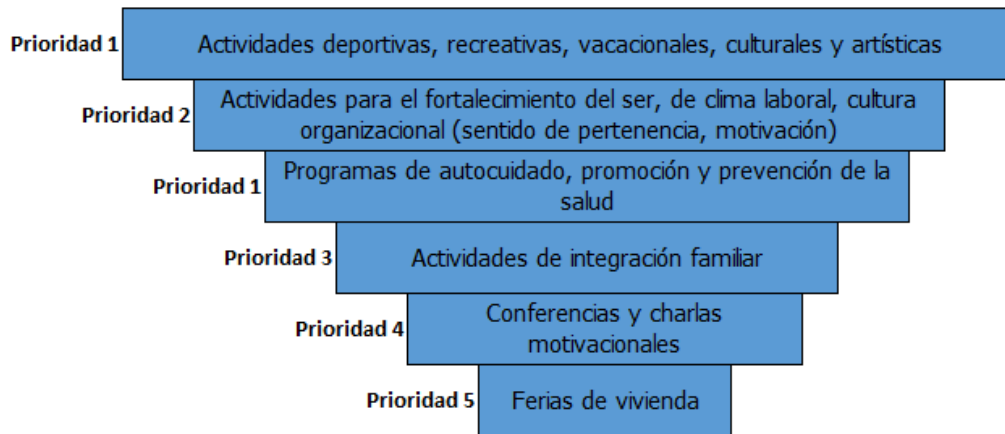 Prioridad 1
Actividades deportivas, recreativas, vacacionales, culturales y artísticas
Prioridad 2
Actividades para el fortalecimiento del ser, de clima laboral, cultura
organizacional (sentido de pertenencia, motivación)
Prioridad 1
Programas de autocuidado, promoción y prevención de la
salud
Prioridad 3
Actividades de integración familiar
Prioridad 4
Conferencias y charlas
motivacionales
Prioridad 5
Ferias de vivienda